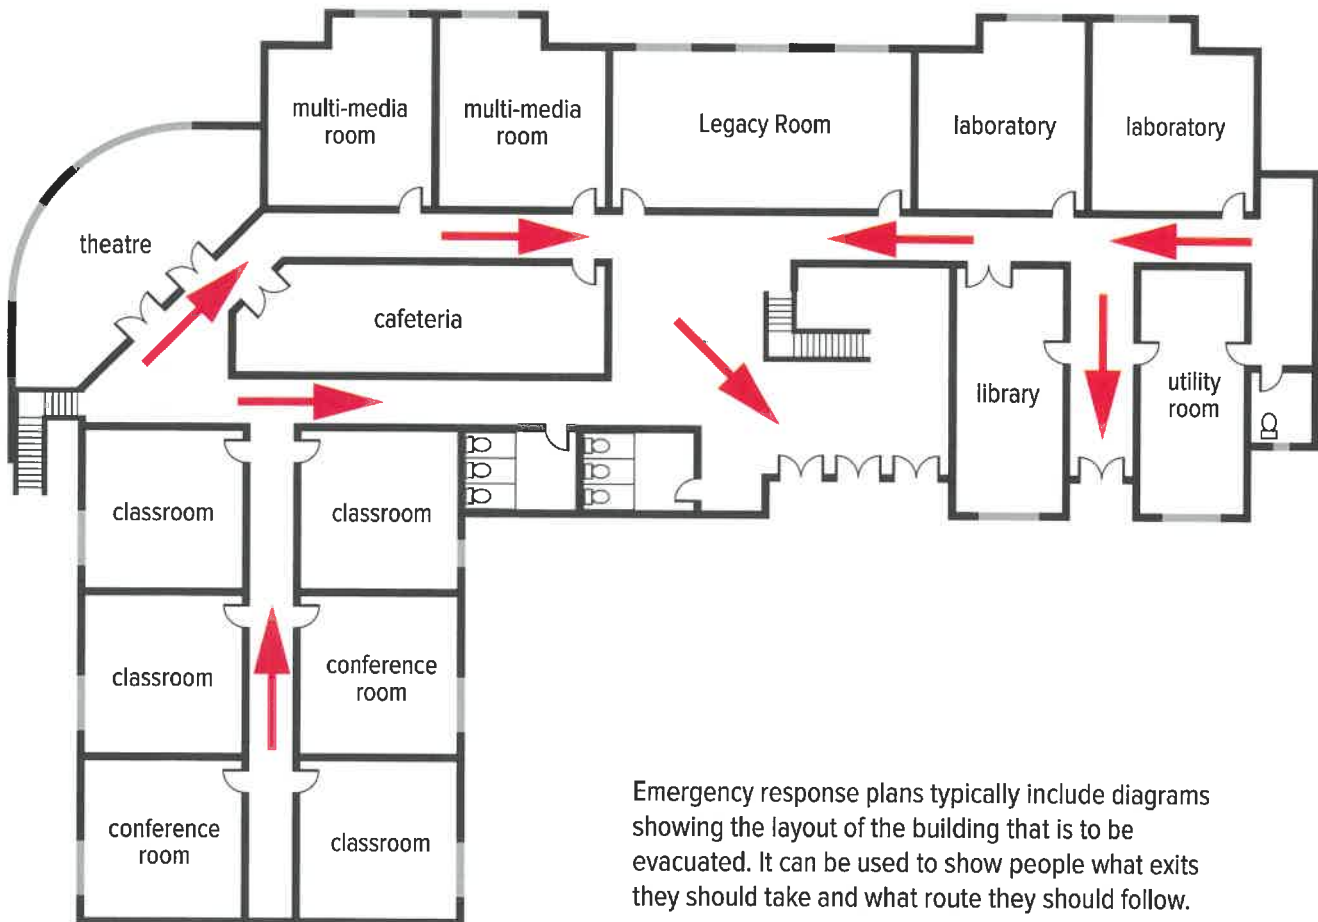 multi-media
room
multi-media
room
Legacy Room
laboratory
laboratory
theatre
cafeteria
library
utility
room
classroom
classroom
classroom
conference
room
conference
room
classroom
Emergency response plans typically include diagrams
showing the layout of the building that is to be
evacuated. It can be used to show people what exits
they should take and what route they should follow.